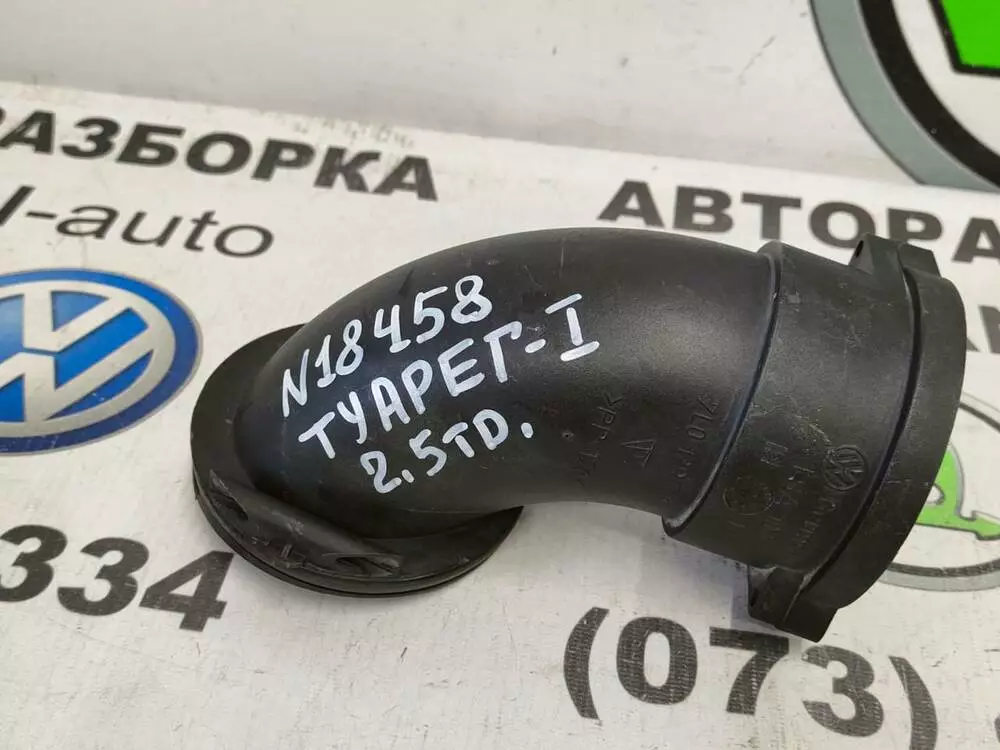 РАЗБОРКА
АВТОРА
I-auto
N18458
ТУАРЕГ-I
2.5TD.
334
(073)